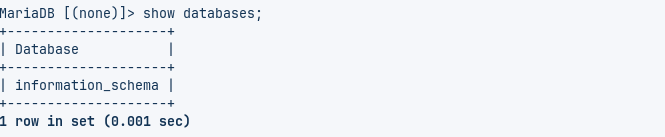 MariaDB [(none)]> show databases;
+--------------------+
| Database           |
+--------------------+
| information_schema |
+--------------------+
1 row in set (0.001 sec)